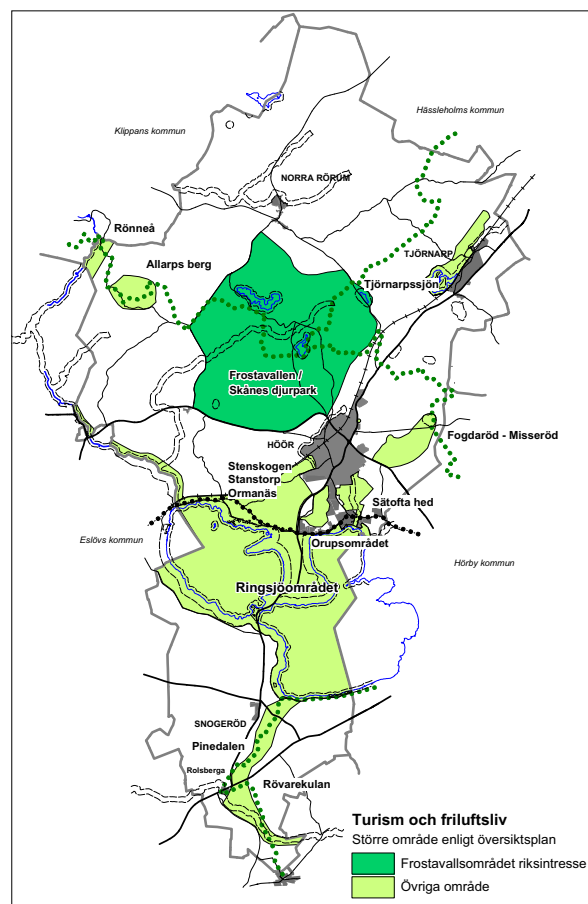 Hässleholms kommun
Klippans kommun
NORRA RÖRUM
Rönneå
Allarps berg
TJÖRNARP
Tjörnarpssjön
Frostavallen /
Skånes djurpark
Fogdaröd - Misseröd
HÖÖR
Stenskogen
Stanstorp
Ormanäs
Sätofta hed
Eslövs kommun
Orupsområdet
Hörby kommun
Ringsjöområdet
SNOGERÖD
Pinedalen
Rolsberga
Rövarekulan
Turism och friluftsliv
Större område enligt översiktsplan
Frostavallsområdet riksintresse
Övriga område